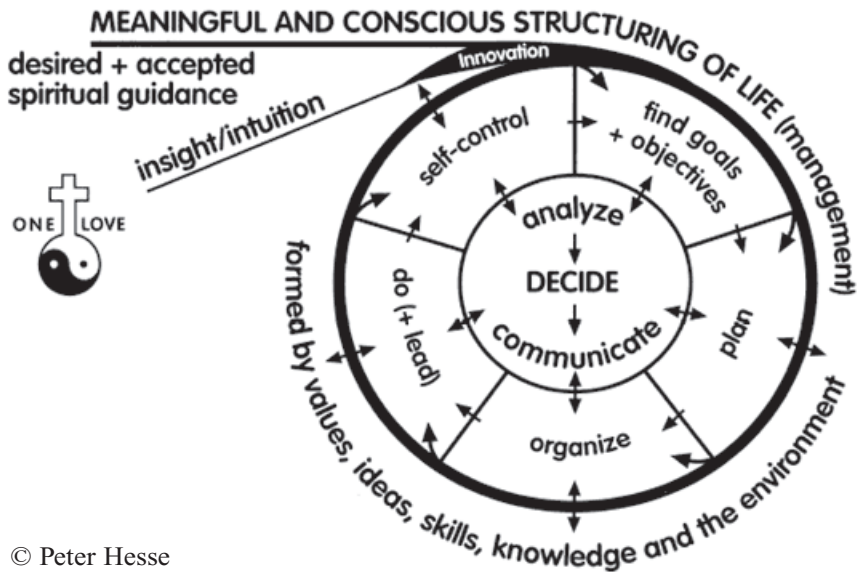 MEANINGFUL AND CONSCIOUS STRUCTURING OF LIFE (management)
desired + accepted
spiritual guidance
insight/intuition
Innovation
ONE LOVE
self-control
find goals
+ objectives
analyze
DECIDE
communicate
do (+ lead)
plan
organize
formed by values, ideas, skills, knowledge and the environment
© Peter Hesse